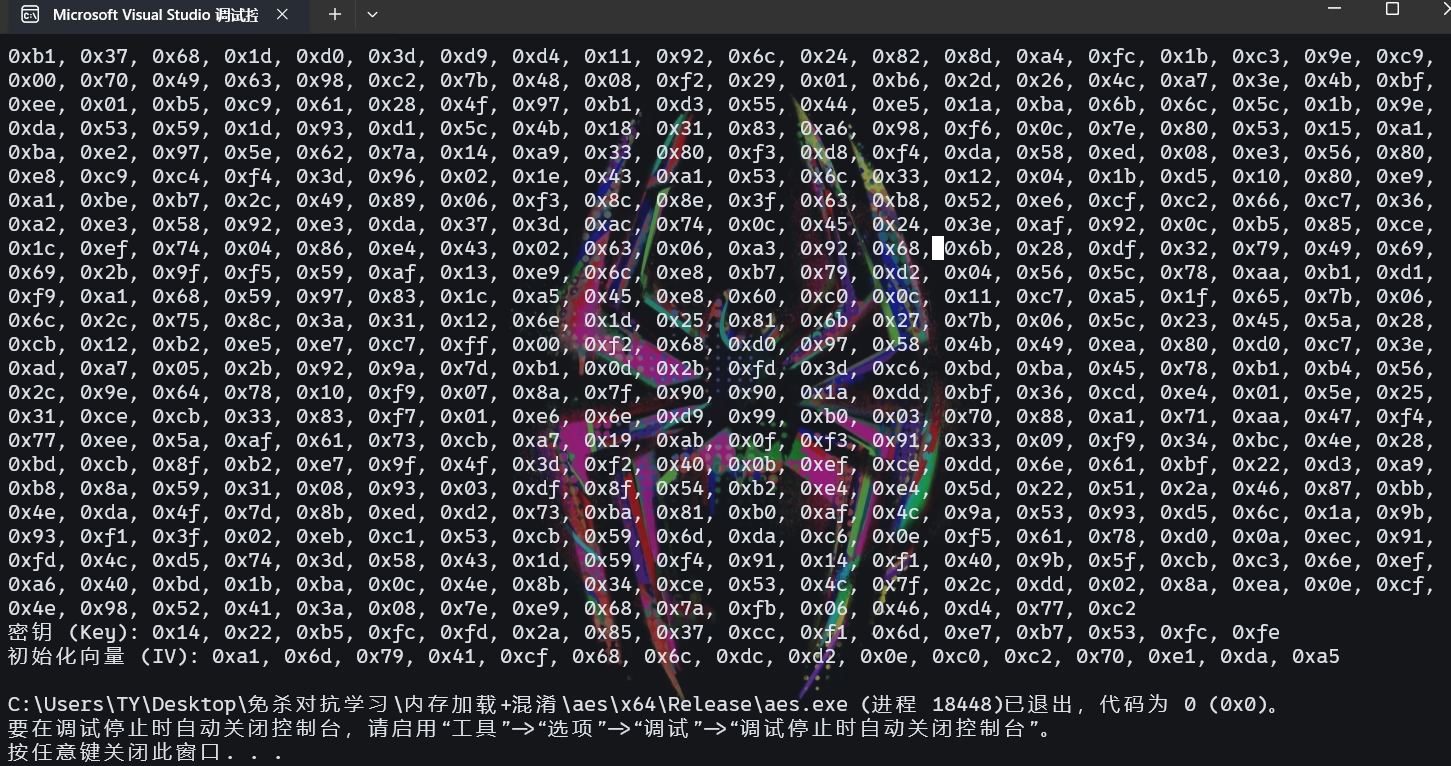 Microsoft Visual Studio 调试控
0xb1, 0x37, 0x68, 0x1d, 0xd0, 0x3d, 0xd9, 0xd4, 0x11, 0x92, 0x6c, 0x24, 0x82, 0x8d, 0xa4, 0xfc, 0x1b, 0xc3, 0x9e, 0xc9,
0x00, 0x70, 0x49, 0x63, 0x98, 0xc2, 0x7b, 0x48, 0x08, 0xf2, 0x29, 0x01, 0xb6, 0x2d, 0x26, 0x4c, 0xa7, 0x3e, 0x4b, 0xbf,
0xee, 0x01, 0xb5, 0xc9, 0x61, 0x28, 0x4f, 0x97, 0xb1, 0xd3, 0x55, 0x44, 0xe5, 0x1a, 0xba, 0x6b, 0x6c, 0x5c, 0x1b, 0x9e,
0xda, 0x53, 0x59, 0x1d, 0x93, 0xd1, 0x5c, 0x4b, 0x18, 0x31, 0x83, 0xa6, 0x98, 0xf6, 0x0c, 0x7e, 0x80, 0x53, 0x15, 0xa1,
0xba, 0xe2, 0x97, 0x5e, 0x62, 0x7a, 0x14, 0xa9, 0x33, 0x80, 0xf3, 0xd8, 0xf4, 0xda, 0x58, 0xed, 0x08, 0xe3, 0x56, 0x80,
0xe8, 0xc9, 0xc4, 0xf4, 0x3d, 0x96, 0x02, 0x1e, 0x43, 0xa1, 0x53, 0x6c, 0x33, 0x12, 0x04, 0x1b, 0xd5, 0x10, 0x80, 0xe9,
0xa1, 0xbe, 0xb7, 0x2c, 0x49, 0x89, 0x06, 0xf3, 0x8c, 0x8e, 0x3f, 0x63, 0xb8, 0x52, 0xe6, 0xcf, 0xc2, 0x66, 0xc7, 0x36,
0xa2, 0xe3, 0x58, 0x92, 0xe3, 0xda, 0x37, 0x3d, 0xac, 0x74, 0x0c, 0x45, 0x24, 0x3e, 0xaf, 0x92, 0x0c, 0xb5, 0x85, 0xce,
0x1c, 0xef, 0x74, 0x04, 0x86, 0xe4, 0x43, 0x02, 0x63, 0x06, 0xa3, 0x92, 0x68, 0x6b, 0x28, 0xdf, 0x32, 0x79, 0x49, 0x69,
0x69, 0x2b, 0x9f, 0xf5, 0x59, 0xaf, 0x13, 0xe9, 0x6c, 0xe8, 0xb7, 0x79, 0xd2, 0x04, 0x56, 0x5c, 0x78, 0xaa, 0xb1, 0xd1,
0xf9, 0xa1, 0x68, 0x59, 0x97, 0x83, 0x1c, 0xa5, 0x45, 0xe8, 0x60, 0xc0, 0x0c, 0x11, 0xc7, 0xa5, 0x1f, 0x65, 0x7b, 0x06,
0x6c, 0x2c, 0x75, 0x8c, 0x3a, 0x31, 0x12, 0x6e, 0x1d, 0x25, 0x81, 0x6b, 0x27, 0x7b, 0x06, 0x5c, 0x23, 0x45, 0x5a, 0x28,
0xcb, 0x12, 0xb2, 0xe5, 0xe7, 0xc7, 0xff, 0x00, 0xf2, 0x68, 0xd0, 0x97, 0x58, 0x4b, 0x49, 0xea, 0x80, 0xd0, 0xc7, 0x3e,
0xad, 0xa7, 0x05, 0x2b, 0x92, 0x9a, 0x7d, 0xb1, 0x0d, 0x2b, 0xfd, 0x3d, 0xc6, 0xbd, 0xba, 0x45, 0x78, 0xb1, 0xb4, 0x56,
0x2c, 0x9e, 0x64, 0x78, 0x10, 0xf9, 0x07, 0x8a, 0x7f, 0x90, 0x90, 0x1a, 0xdd, 0xbf, 0x36, 0xcd, 0xe4, 0x01, 0x5e, 0x25,
0x31, 0xce, 0xcb, 0x33, 0x83, 0xf7, 0x01, 0xe6, 0x6e, 0xd9, 0x99, 0xb0, 0x03, 0x70, 0x88, 0xa1, 0x71, 0xaa, 0x47, 0xf4,
0x77, 0xee, 0x5a, 0xaf, 0x61, 0x73, 0xcb, 0xa7, 0x19, 0xab, 0x0f, 0xf3, 0x91, 0x33, 0x09, 0xf9, 0x34, 0xbc, 0x4e, 0x28,
0xbd, 0xcb, 0x8f, 0xb2, 0xe7, 0x9f, 0x4f, 0x3d, 0xf2, 0x40, 0x0b, 0xef, 0xce, 0xdd, 0x6e, 0x61, 0xbf, 0x22, 0xd3, 0xa9,
0xb8, 0x8a, 0x59, 0x31, 0x08, 0x93, 0x03, 0xdf, 0x8f, 0x54, 0xb2, 0xe4, 0xe4, 0x5d, 0x22, 0x51, 0x2a, 0x46, 0x87, 0xbb,
0x4e, 0xda, 0x4f, 0x7d, 0x8b, 0xed, 0xd2, 0x73, 0xba, 0x81, 0xb0, 0xaf, 0x4c, 0x9a, 0x53, 0x93, 0xd5, 0x6c, 0x1a, 0x9b,
0x93, 0xf1, 0x3f, 0x02, 0xeb, 0xc1, 0x53, 0xcb, 0x59, 0x6d, 0xda, 0xc6, 0x0e, 0xf5, 0x61, 0x78, 0xd0, 0x0a, 0xec, 0x91,
0xfd, 0x4c, 0xd5, 0x74, 0x3d, 0x58, 0x43, 0x1d, 0x59, 0xf4, 0x91, 0x14, 0xf1, 0x40, 0x9b, 0x5f, 0xcb, 0xc3, 0x6e, 0xef,
0xa6, 0x40, 0xbd, 0x1b, 0xba, 0x0c, 0x4e, 0x8b, 0x34, 0xce, 0x53, 0x4c, 0x7f, 0x2c, 0xdd, 0x02, 0x8a, 0xea, 0x0e, 0xcf,
0x4e, 0x98, 0x52, 0x41, 0x3a, 0x08, 0x7e, 0xe9, 0x68, 0x7a, 0xfb, 0x06, 0x46, 0xd4, 0x77, 0xc2
密钥 (Key): 0x14, 0x22, 0xb5, 0xfc, 0xfd, 0x2a, 0x85, 0x37, 0xcc, 0xf1, 0x6d, 0xe7, 0xb7, 0x53, 0xfc, 0xfe
初始化向量 (IV): 0xa1, 0x6d, 0x79, 0x41, 0xcf, 0x68, 0x6c, 0xdc, 0xd2, 0x0e, 0xc0, 0xc2, 0x70, 0xe1, 0xda, 0xa5
C:\Users\TY\Desktop\免杀对抗学习\内存加载+混淆\aes\x64\Release\aes.exe (进程 18448)已退出，代码为 0 (0x0)。
要在调试停止时自动关闭控制台，请启用“工具”->“选项”->“调试”->“调试停止时自动关闭控制台”。
按任意键关闭此窗口. . .